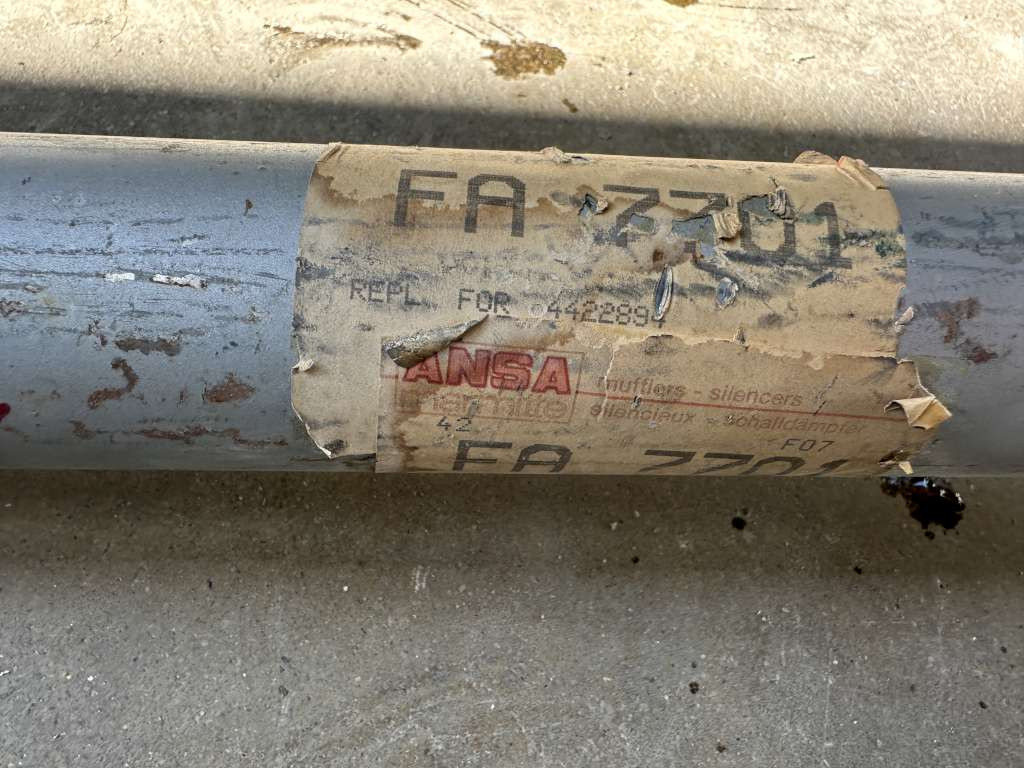 FA 7701
REPL FOR 4422894
ANSA
mufflers - silencers
silencieux - schalldämpfer
42
F07
FA 7701